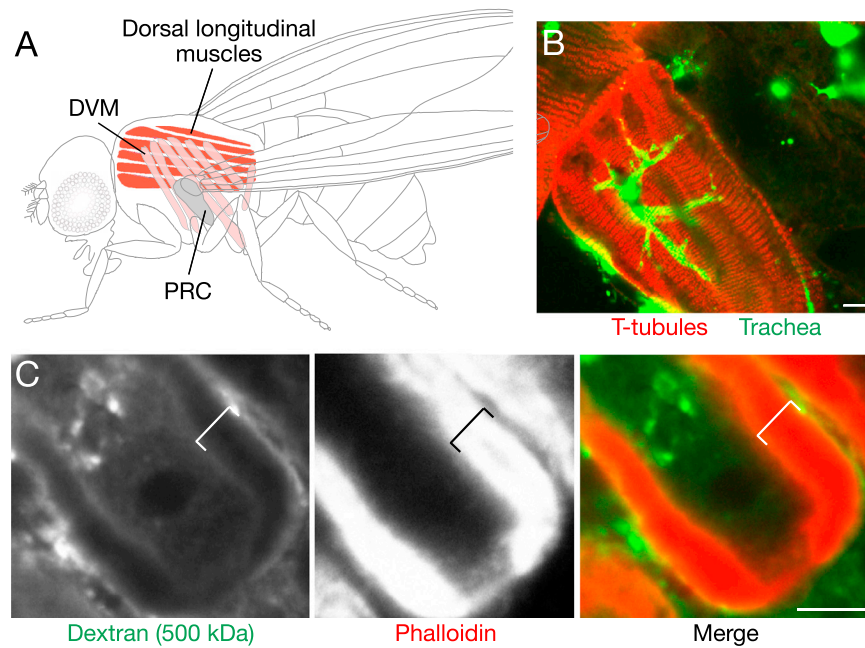 A
Dorsal longitudinal
muscles
DVM
PRC
B
T-tubules
Trachea
C
Dextran (500 kDa)
Phalloidin
Merge